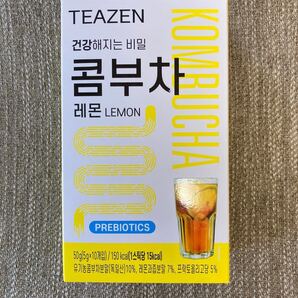 TEAZEN
건강해지는 비밀
콤부차
레몬 LEMON
KOMBUCHA
PREBIOTICS
50g(5g×10개입) / 150 kcal(1스틱당 15kcal)
유기농콤부차분말(독일산)10%, 레몬과즙분말 7%, 프락토올리고당 5%